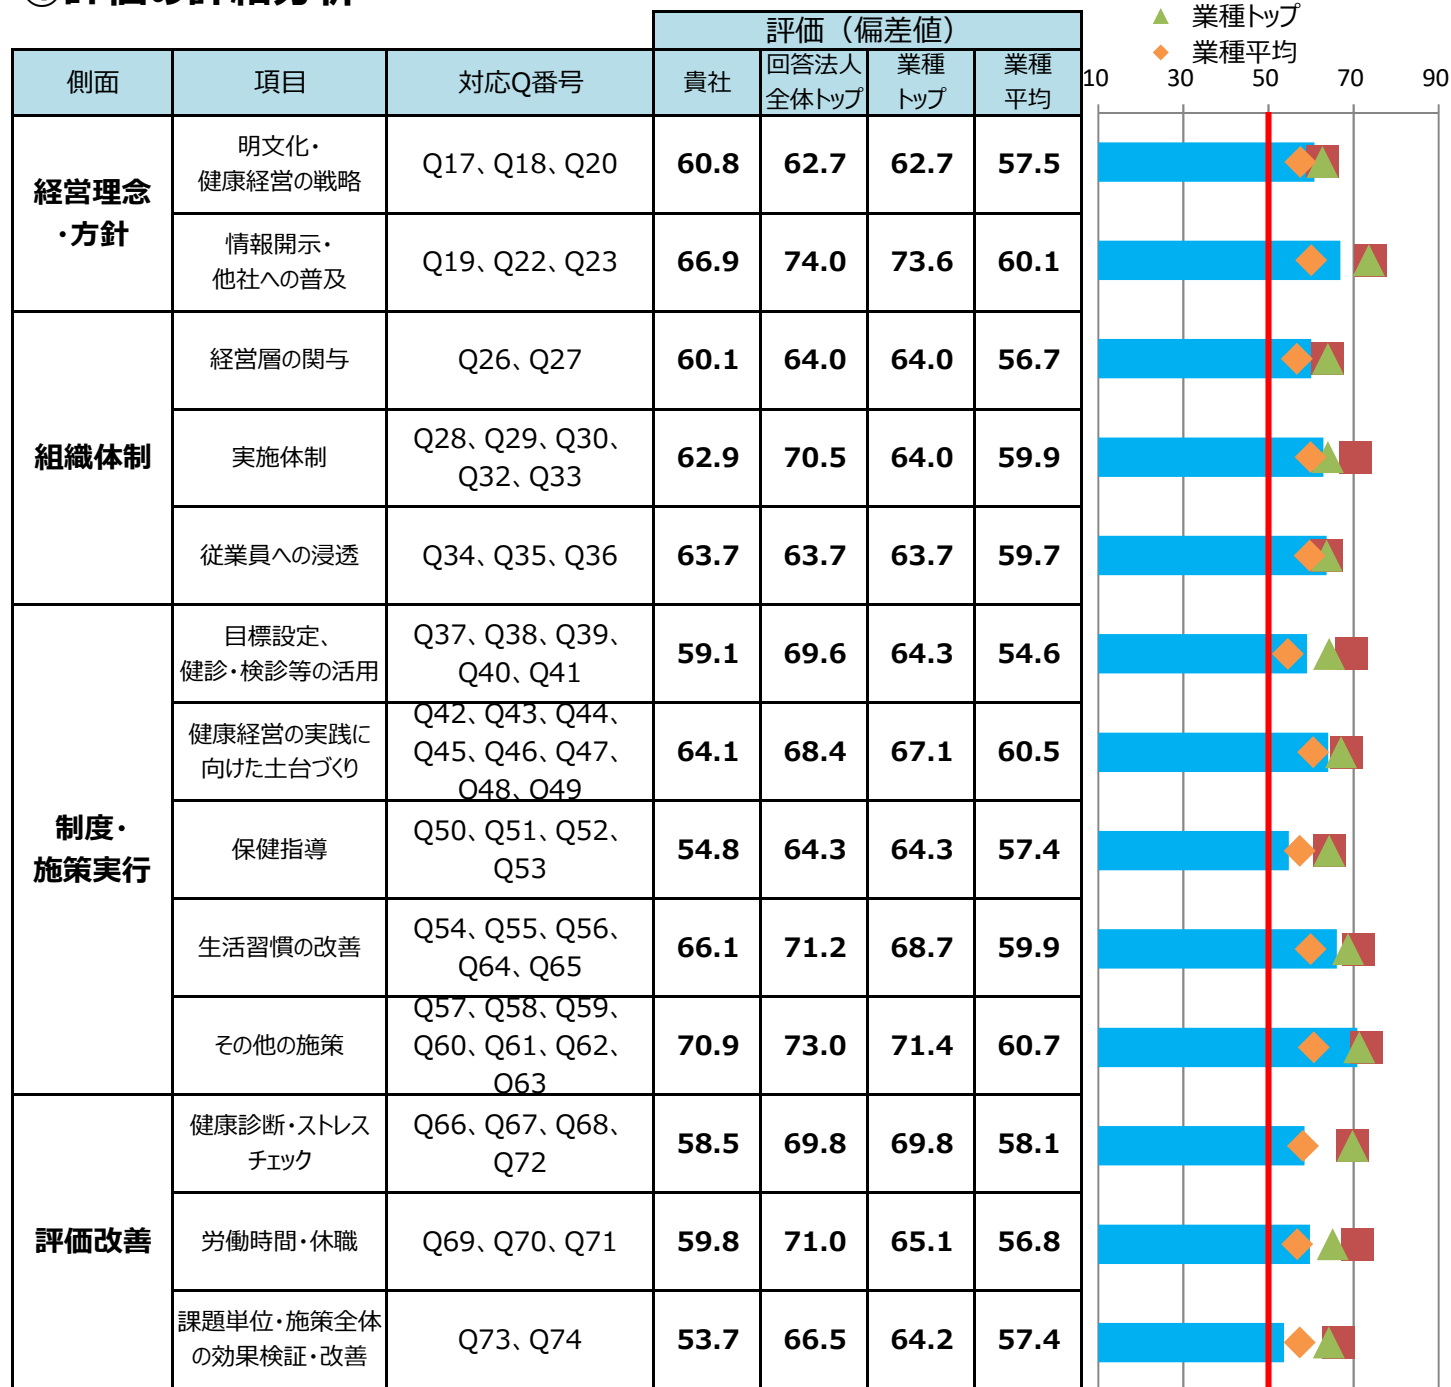 評価の詳細分析
評価（偏差値）
側面 項目 対応Q番号 貴社 回答法人 業種 業種
全体トップ トップ 平均
業種トップ
業種平均
10 30 50 70 90
経営理念
・方針
明文化・
健康経営の戦略
Q17、Q18、Q20 60.8 62.7 62.7 57.5
情報開示・
他社への普及
Q19、Q22、Q23 66.9 74.0 73.6 60.1
組織体制
経営層の関与 Q26、Q27 60.1 64.0 64.0 56.7
実施体制
Q28、Q29、Q30、
Q32、Q33
62.9 70.5 64.0 59.9
従業員への浸透 Q34、Q35、Q36 63.7 63.7 63.7 59.7
制度・
施策実行
目標設定、
健診・検診等の活用
Q37、Q38、Q39、
Q40、Q41
59.1 69.6 64.3 54.6
健康経営の実践に
向けた土台づくり
Q42、Q43、Q44、
Q45、Q46、Q47、
Q48、Q49
64.1 68.4 67.1 60.5
保健指導
Q50、Q51、Q52、
Q53
54.8 64.3 64.3 57.4
生活習慣の改善
Q54、Q55、Q56、
Q64、Q65
66.1 71.2 68.7 59.9
その他の施策
Q57、Q58、Q59、
Q60、Q61、Q62、
Q63
70.9 73.0 71.4 60.7
評価改善
健康診断・ストレス
チェック
Q66、Q67、Q68、
Q72
58.5 69.8 69.8 58.1
労働時間・休職 Q69、Q70、Q71 59.8 71.0 65.1 56.8
課題単位・施策全体
の効果検証・改善
Q73、Q74 53.7 66.5 64.2 57.4